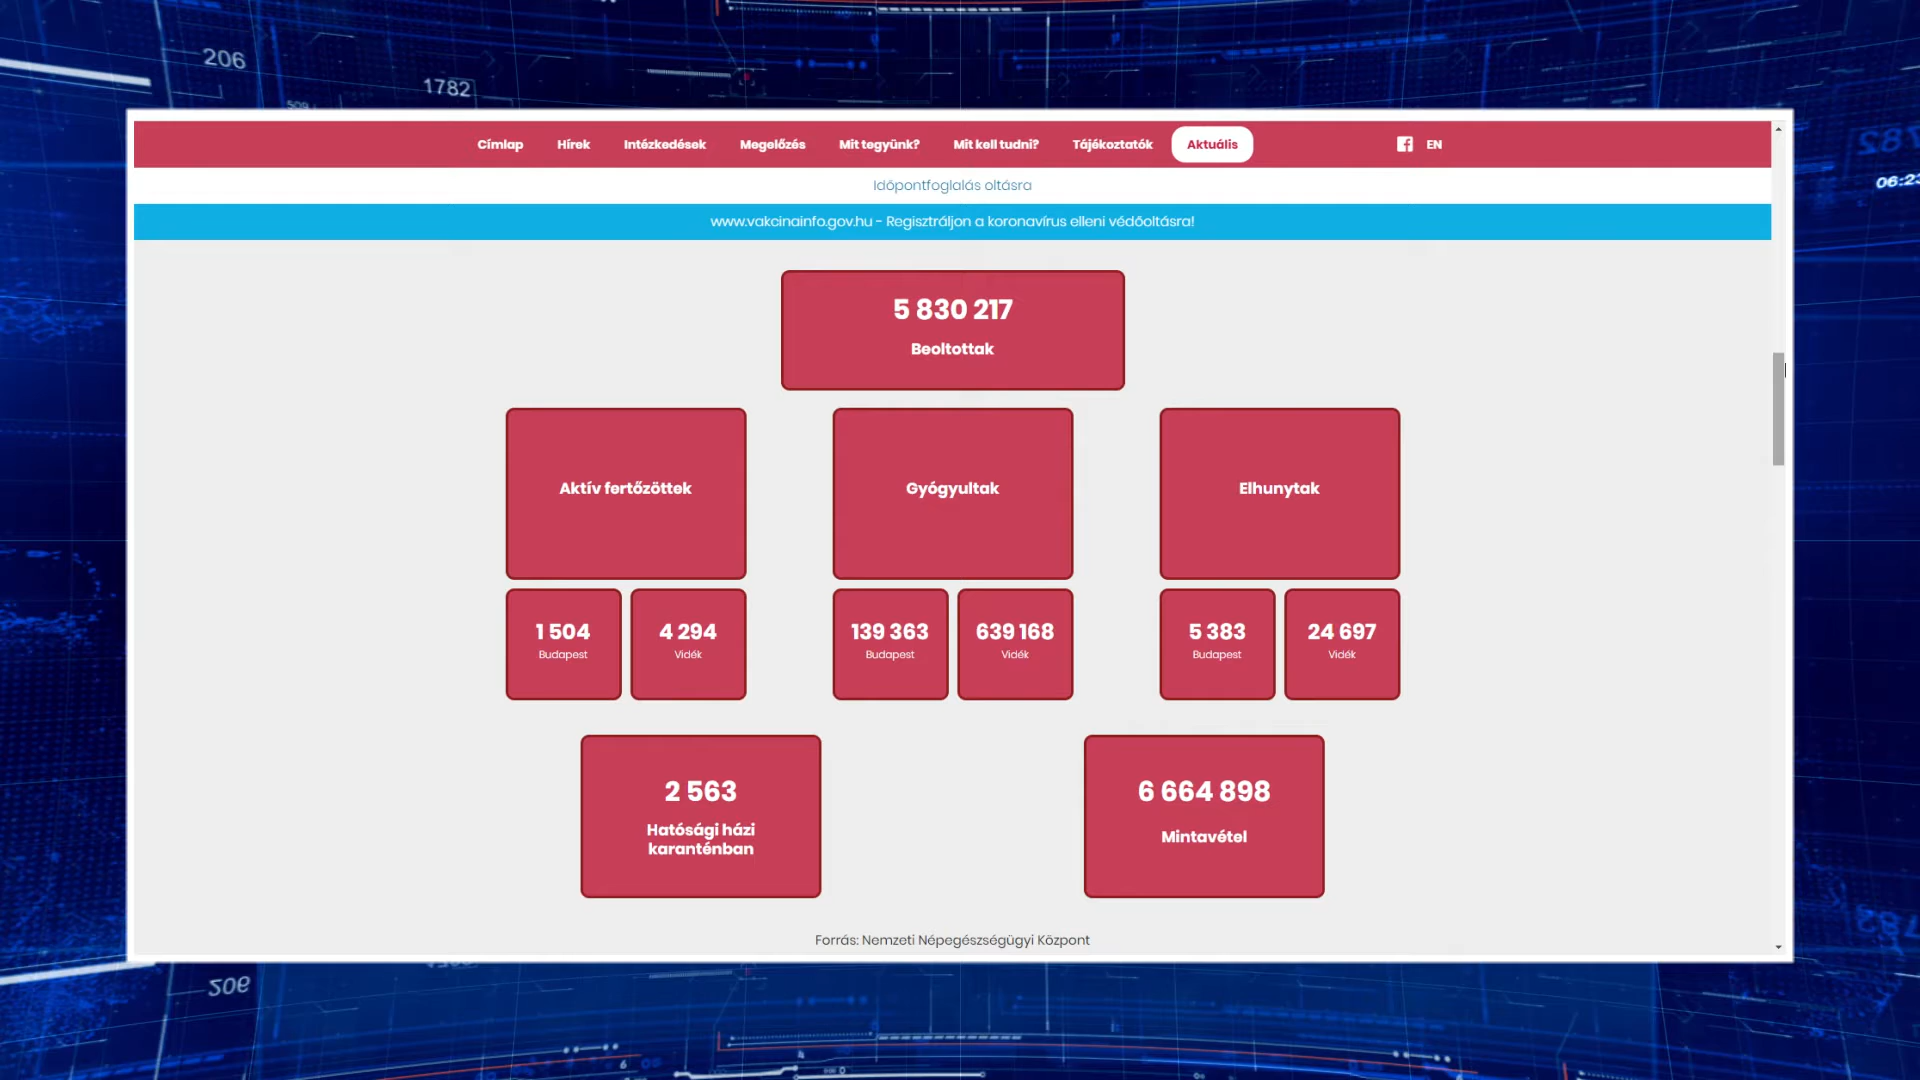 206
1782
Címlap Hírek Intézkedések Megelőzés Mit tegyünk? Mit kell tudni? Tájékoztatók Aktuális EN
Időpontfoglalás oltásra
www.vakcinainfo.gov.hu - Regisztráljon a koronavírus elleni védőoltásra!
06:23
5 830 217
Beoltottak
Aktív fertőzöttek
Gyógyultak
Elhunytak
1 504
Budapest
4 294
Vidék
139 363
Budapest
639 168
Vidék
5 383
Budapest
24 697
Vidék
2 563
Hatósági házi
karanténban
6 664 898
Mintavétel
Forrás: Nemzeti Népegészségügyi Központ
206